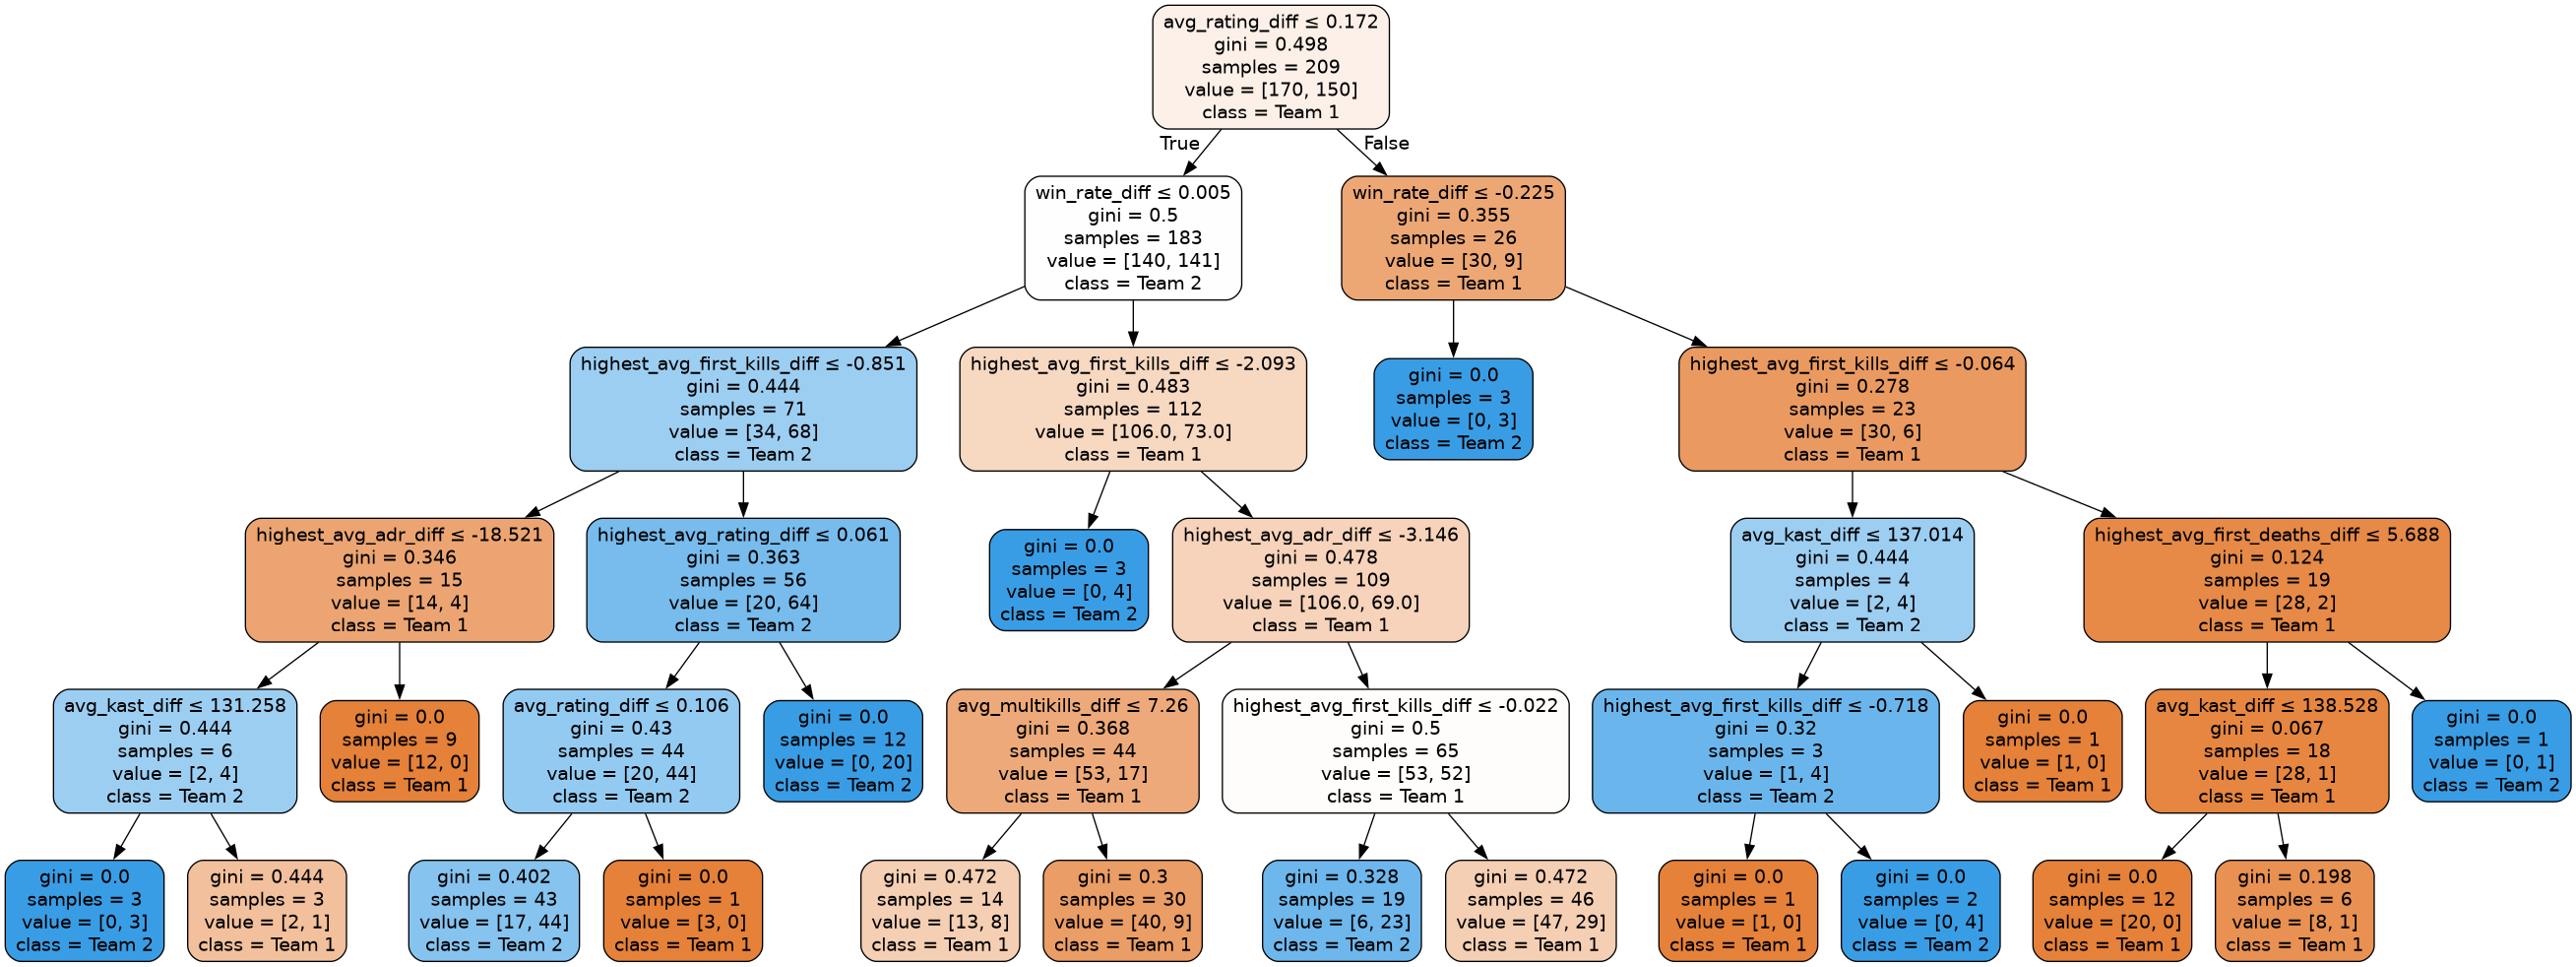 avg_rating_diff ≤ 0.172
gini = 0.498
samples = 209
value = [170, 150]
class = Team 1
True
False
win_rate_diff ≤ 0.005
gini = 0.5
samples = 183
value = [140, 141]
class = Team 2
win_rate_diff ≤ -0.225
gini = 0.355
samples = 26
value = [30, 9]
class = Team 1
highest_avg_first_kills_diff ≤ -0.851
gini = 0.444
samples = 71
value = [34, 68]
class = Team 2
highest_avg_first_kills_diff ≤ -2.093
gini = 0.483
samples = 112
value = [106.0, 73.0]
class = Team 1
gini = 0.0
samples = 3
value = [0, 3]
class = Team 2
highest_avg_first_kills_diff ≤ -0.064
gini = 0.278
samples = 23
value = [30, 6]
class = Team 1
highest_avg_adr_diff ≤ -18.521
gini = 0.346
samples = 15
value = [14, 4]
class = Team 1
highest_avg_rating_diff ≤ 0.061
gini = 0.363
samples = 56
value = [20, 64]
class = Team 2
gini = 0.0
samples = 3
value = [0, 4]
class = Team 2
highest_avg_adr_diff ≤ -3.146
gini = 0.478
samples = 109
value = [106.0, 69.0]
class = Team 1
avg_kast_diff ≤ 137.014
gini = 0.444
samples = 4
value = [2, 4]
class = Team 2
highest_avg_first_deaths_diff ≤ 5.688
gini = 0.124
samples = 19
value = [28, 2]
class = Team 1
avg_kast_diff ≤ 131.258
gini = 0.444
samples = 6
value = [2, 4]
class = Team 2
gini = 0.0
samples = 9
value = [12, 0]
class = Team 1
avg_rating_diff ≤ 0.106
gini = 0.43
samples = 44
value = [20, 44]
class = Team 2
gini = 0.0
samples = 12
value = [0, 20]
class = Team 2
avg_multikills_diff ≤ 7.26
gini = 0.368
samples = 44
value = [53, 17]
class = Team 1
highest_avg_first_kills_diff ≤ -0.022
gini = 0.5
samples = 65
value = [53, 52]
class = Team 1
highest_avg_first_kills_diff ≤ -0.718
gini = 0.32
samples = 3
value = [1, 4]
class = Team 2
gini = 0.0
samples = 1
value = [1, 0]
class = Team 1
avg_kast_diff ≤ 138.528
gini = 0.067
samples = 18
value = [28, 1]
class = Team 1
gini = 0.0
samples = 1
value = [0, 1]
class = Team 2
gini = 0.0
samples = 3
value = [0, 3]
class = Team 2
gini = 0.444
samples = 3
value = [2, 1]
class = Team 1
gini = 0.402
samples = 43
value = [17, 44]
class = Team 2
gini = 0.0
samples = 1
value = [3, 0]
class = Team 1
gini = 0.472
samples = 14
value = [13, 8]
class = Team 1
gini = 0.3
samples = 30
value = [40, 9]
class = Team 1
gini = 0.328
samples = 19
value = [6, 23]
class = Team 2
gini = 0.472
samples = 46
value = [47, 29]
class = Team 1
gini = 0.0
samples = 1
value = [1, 0]
class = Team 1
gini = 0.0
samples = 2
value = [0, 4]
class = Team 2
gini = 0.0
samples = 12
value = [20, 0]
class = Team 1
gini = 0.198
samples = 6
value = [8, 1]
class = Team 1